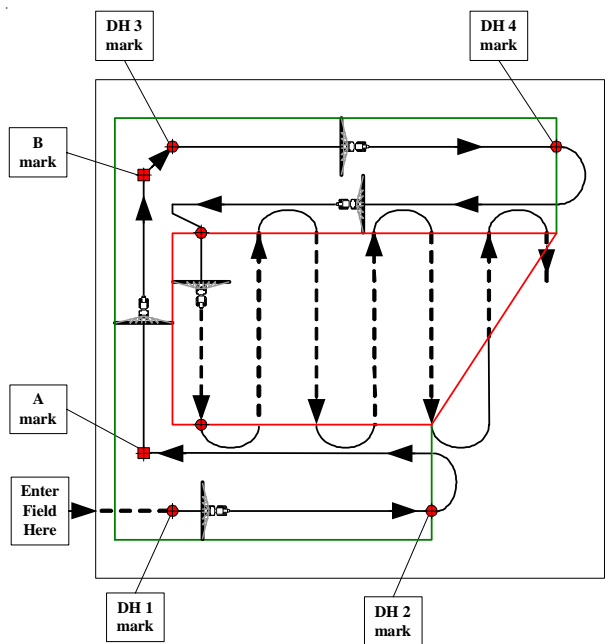 DH 3
mark
DH 4
mark
B
mark
A
mark
Enter
Field
Here
DH 1
mark
DH 2
mark